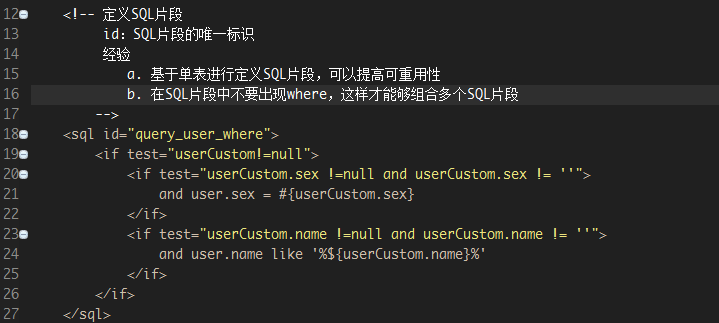 12 <!-- 定义SQL片段
13 id：SQL片段的唯一标识
14 经验
15 a. 基于单表进行定义SQL片段，可以提高可重用性
16 b. 在SQL片段中不要出现where，这样才能够组合多个SQL片段
17 -->
18 <sql id="query_user_where">
19 <if test="userCustom!=null">
20 <if test="userCustom.sex !=null and userCustom.sex != ''">
21 and user.sex = #{userCustom.sex}
22 </if>
23 <if test="userCustom.name !=null and userCustom.name != ''">
24 and user.name like '%${userCustom.name}%'
25 </if>
26 </if>
27 </sql>